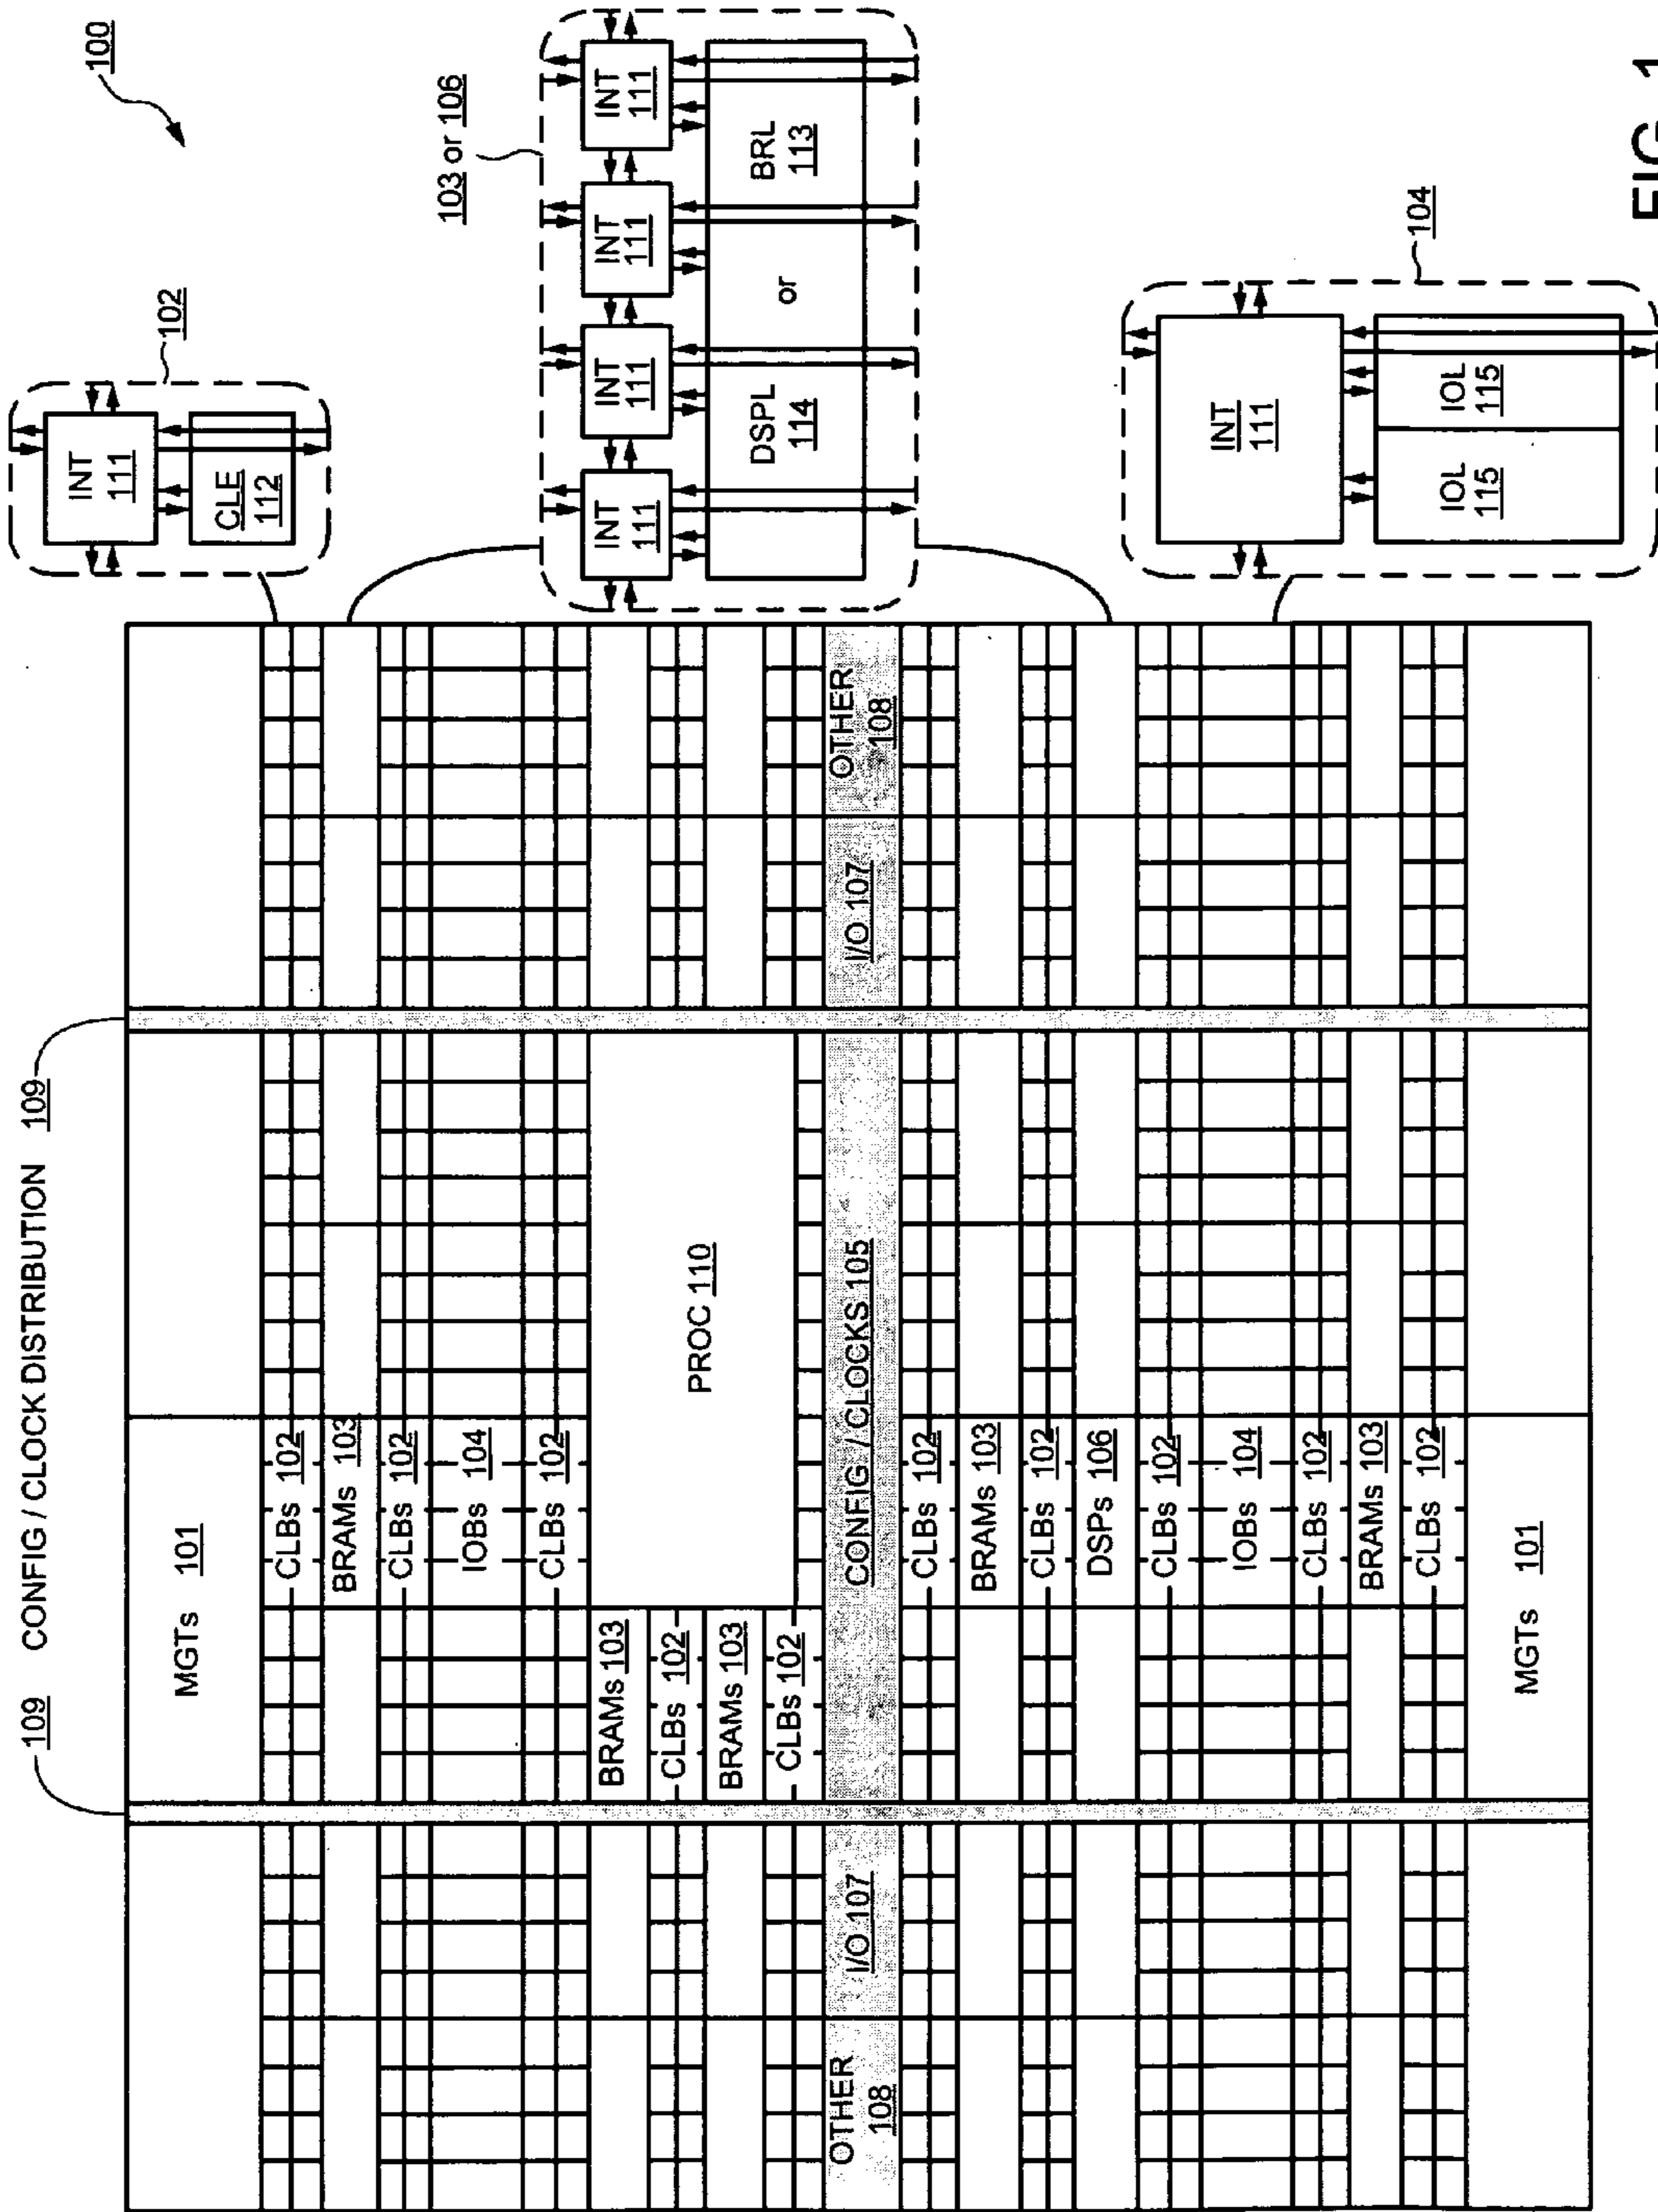 109 CONFIG / CLOCK DISTRIBUTION 109
100
MGTs 101
CLBs 102
BRAMs 103
CLBs 102
IOBs 104
CLBs 102
BRAMs 103
CLBs 102
BRAMs 103
CLBs 102
PROC 110
OTHER
108
I/O 107
CONFIG / CLOCKS 105
I/O 107
OTHER
108
CLBs 102
BRAMs 103
CLBs 102
DSPs 106
CLBs 102
IOBs 104
CLBs 102
BRAMs 103
CLBs 102
MGTs 101
102
INT
111
CLE
112
103 or 106
INT
111
INT
111
INT
111
INT
111
DSPL
114
or
BRL
113
104
INT
111
IOL
115
IOL
115
FIG. 1